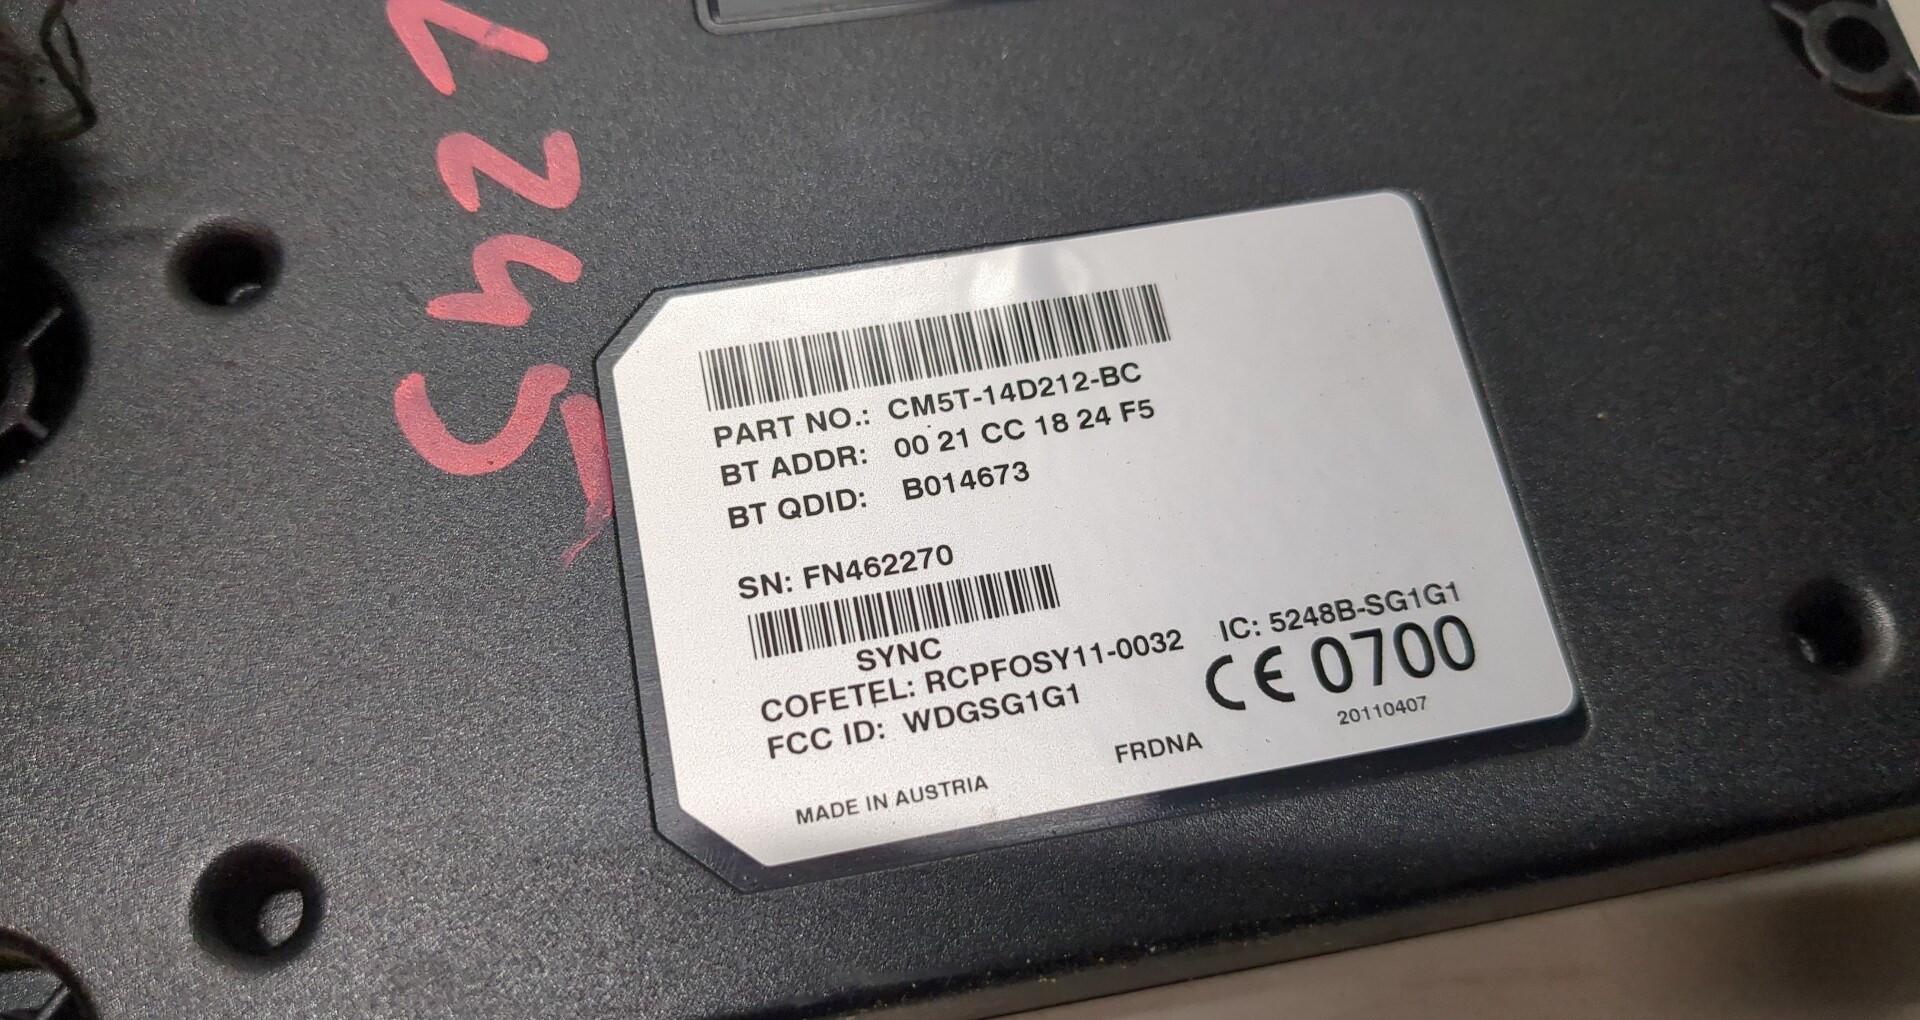 PART NO.: CM5T-14D212-BC
BT ADDR: 00 21 CC 18 24 F5
BT QDID: B014673
SN: FN462270
SYNC
COFETEL: RCPFOSY11-0032
IC: 5248B-SG1G1
FCC ID: WDGSG1G1
CE 0700
20110407
MADE IN AUSTRIA
FRDNA